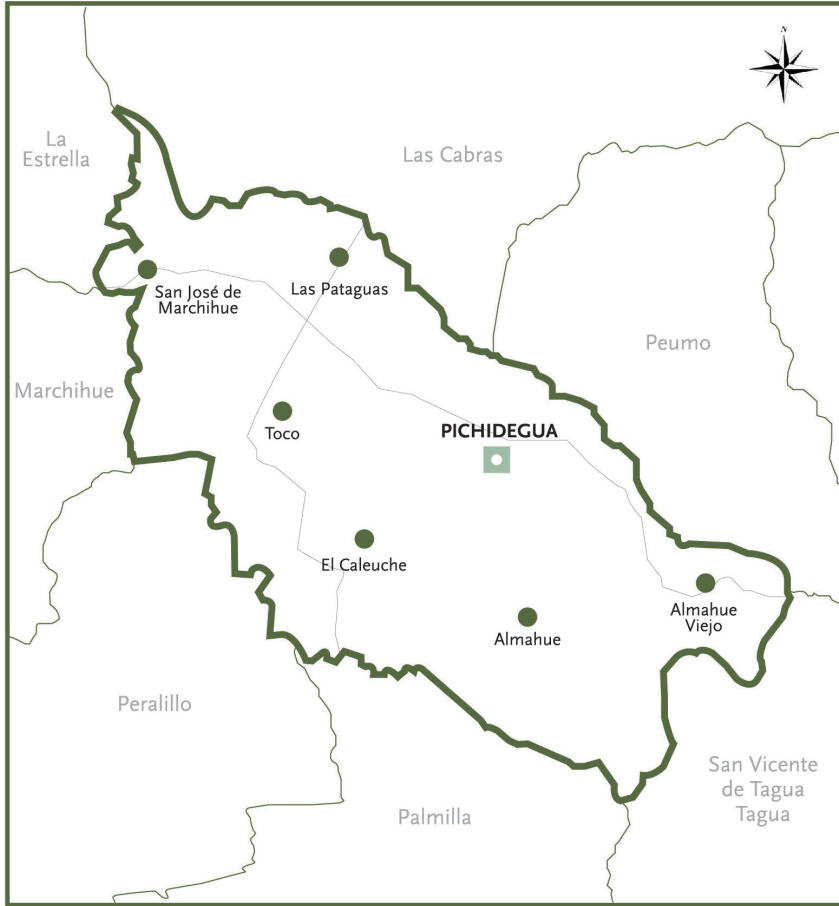 N
La
Estrella
Las Cabras
San José de
Marchihue
Las Pataguas
Peumo
Marchihue
Toco
PICHIDEGUA
El Caleuche
Almahue
Almahue
Viejo
Peralillo
San Vicente
de Tagua
Tagua
Palmilla